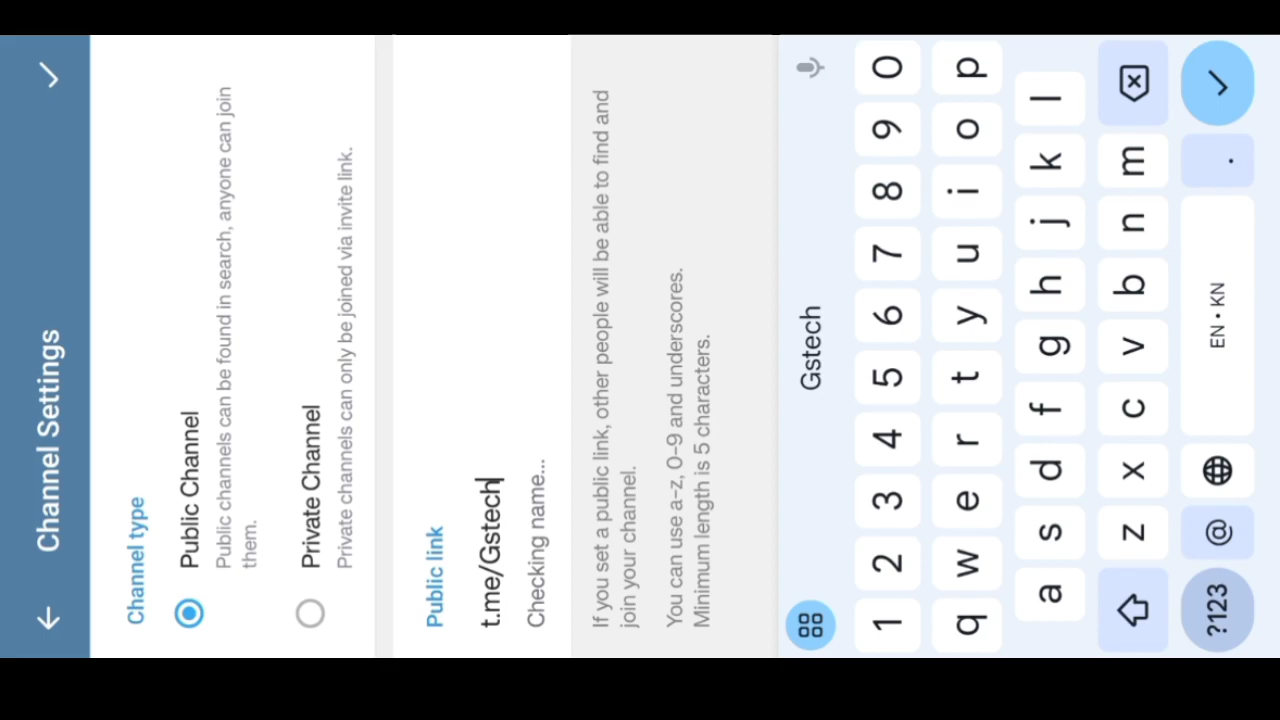 Channel Settings
Channel type
Public Channel
Public channels can be found in search, anyone can join
them.
Private Channel
Private channels can only be joined via invite link.
Public link
t.me/Gstech
Checking name...
If you set a public link, other people will be able to find and
join your channel.
You can use a-z, 0-9 and underscores.
Minimum length is 5 characters.
Gstech
1 2 3 4 5 6 7 8 9 0
q w e r t y u i o p
a s d f g h j k l
z x c v b n m
?123 @ EN • KN .